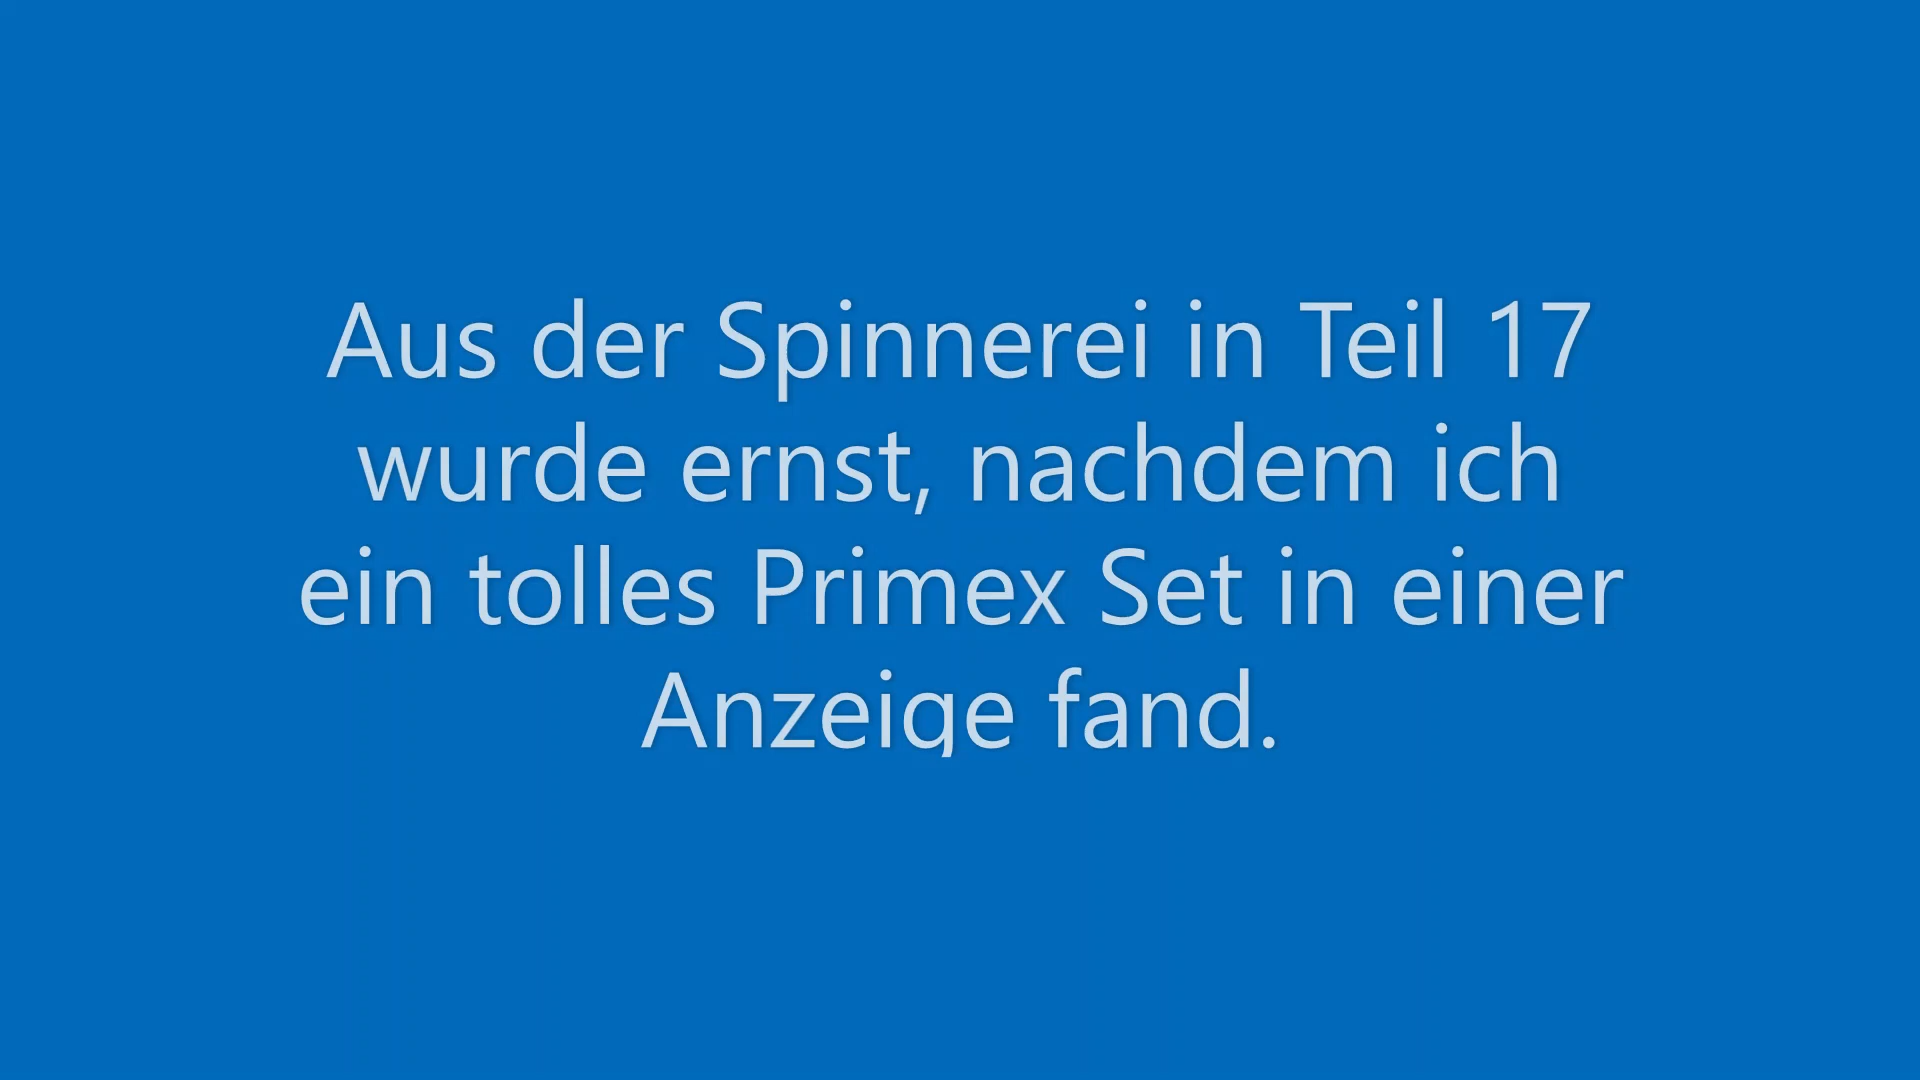 Aus der Spinnerei in Teil 17
wurde ernst, nachdem ich
ein tolles Primex Set in einer
Anzeige fand.